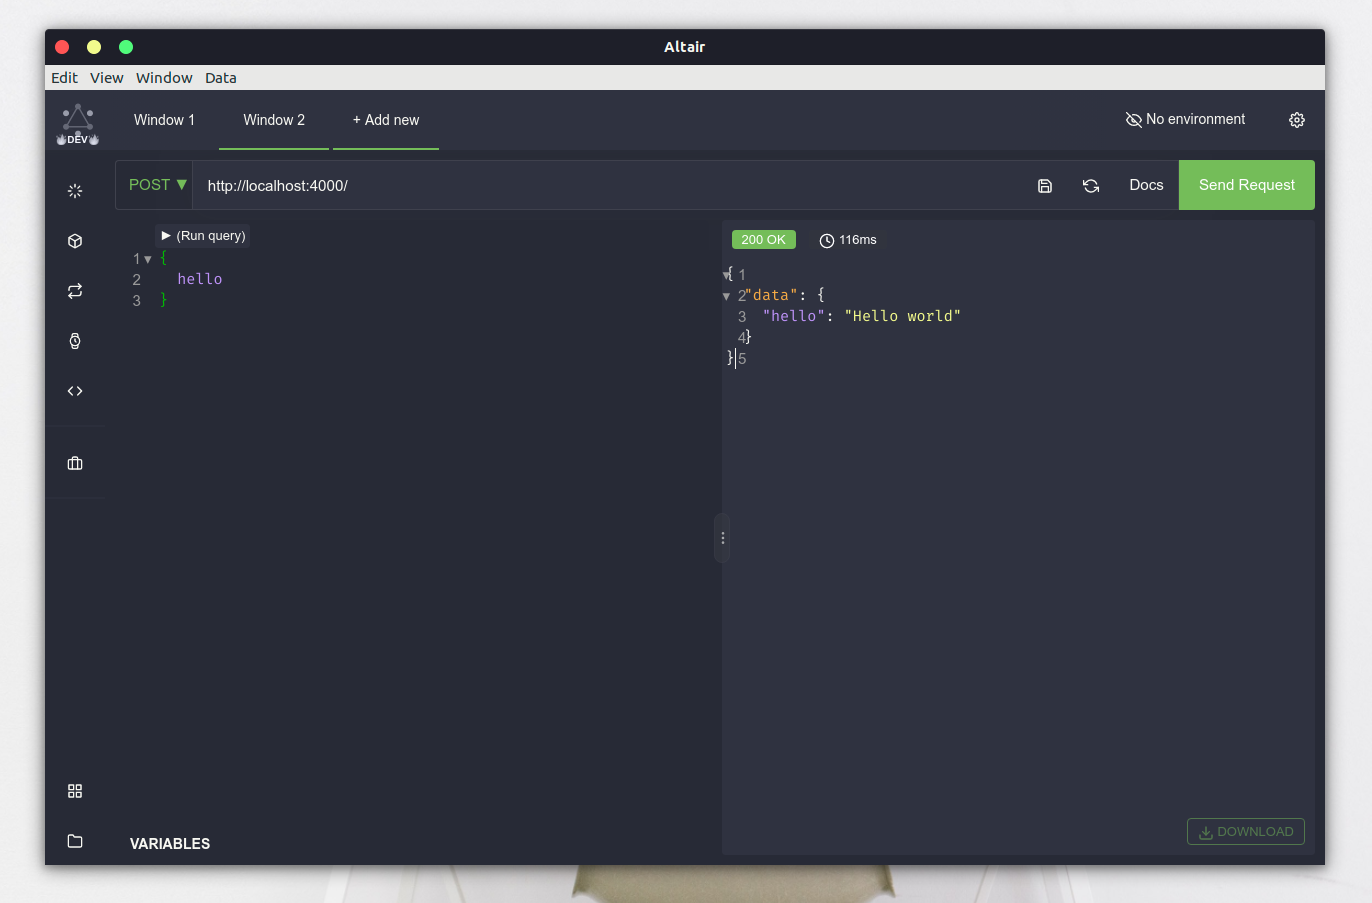 Altair
Edit View Window Data
DEV
Window 1 Window 2 + Add new No environment
POST ▼ http://localhost:4000/ Docs Send Request
▶ (Run query)
1 {
2 hello
3 }
VARIABLES
200 OK 116ms
{ 1
2 "data": {
3 "hello": "Hello world"
4 }
} 5
DOWNLOAD